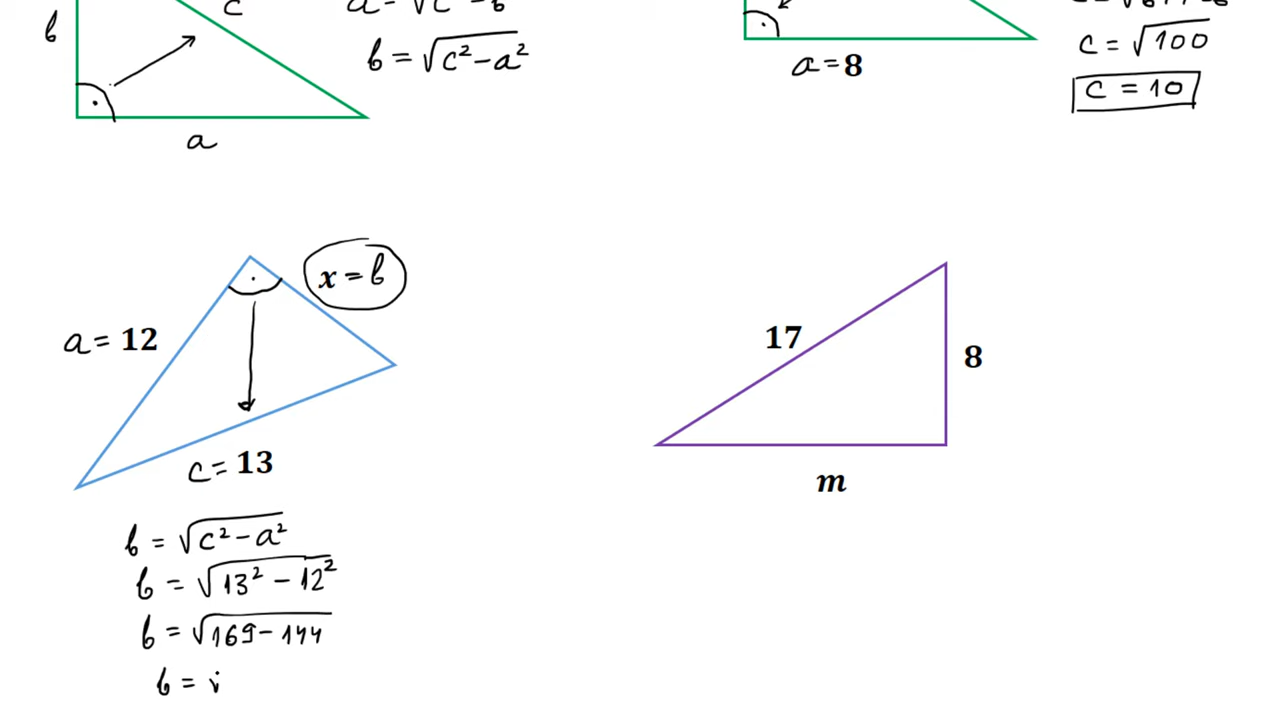 b
c
b = √c² − a²
a
a = 8
c = √100
c = 10
x = b
a = 12
c = 13
17
8
m
b = √c² − a²
b = √13² − 12²
b = √169 − 144
b =